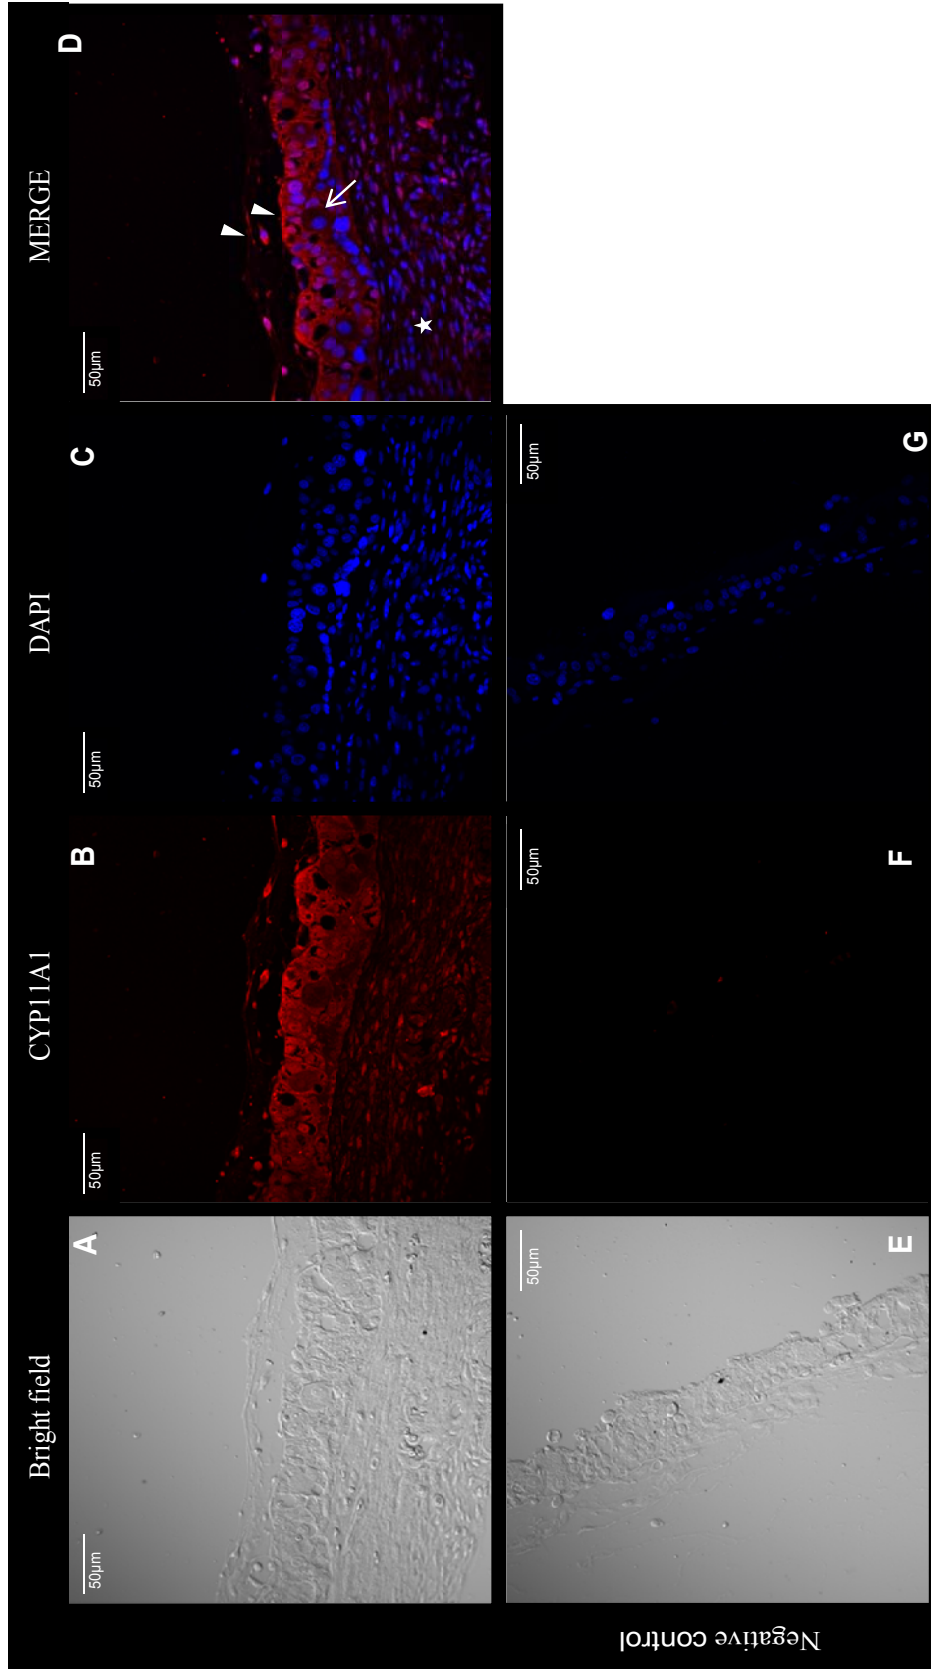 Bright field
CYP11A1
DAPI
MERGE
A
50µm
B
50µm
C
50µm
D
50µm
Negative control
E
50µm
F
50µm
G
50µm